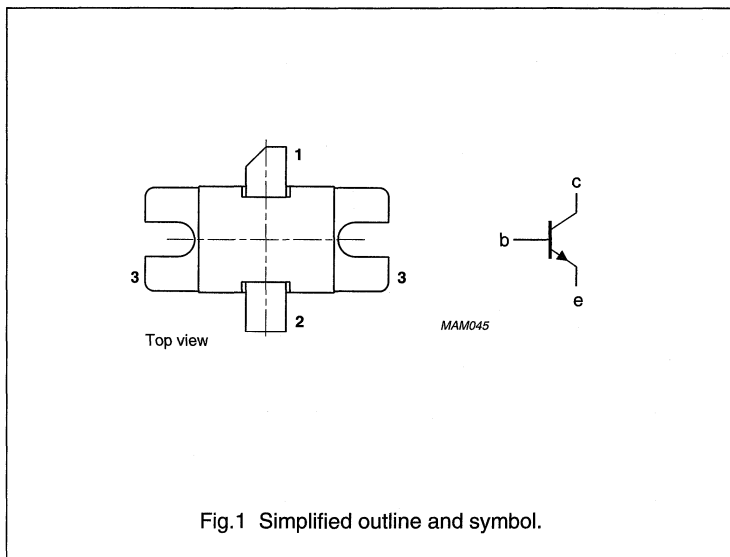 1
c
b
3
3
e
2
MAM045
Top view
Fig.1 Simplified outline and symbol.